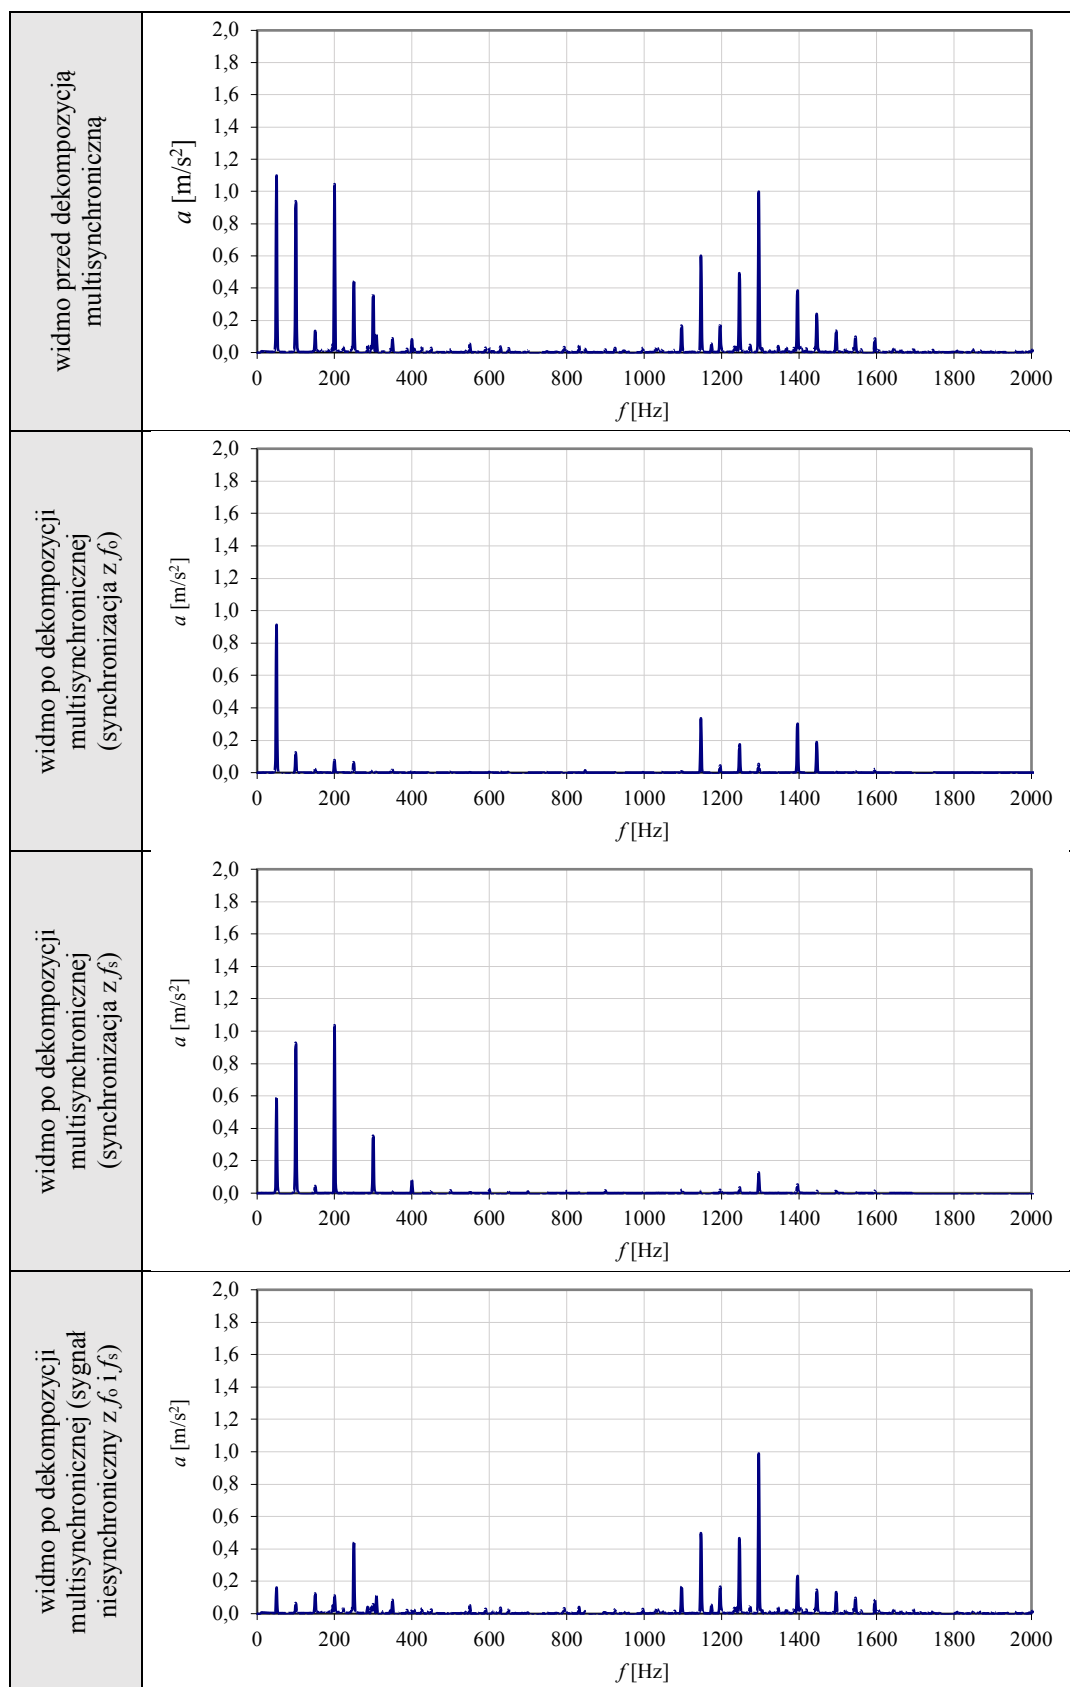 widmo przed dekompozycją
multisynchroniczną
2,0
1,8
1,6
1,4
1,2
1,0
0,8
0,6
0,4
0,2
0,0
a [m/s²]
0 200 400 600 800 1000 1200 1400 1600 1800 2000
f [Hz]
widmo po dekompozycji
multisynchronicznej
(synchronizacja z fo)
2,0
1,8
1,6
1,4
1,2
1,0
0,8
0,6
0,4
0,2
0,0
a [m/s²]
0 200 400 600 800 1000 1200 1400 1600 1800 2000
f [Hz]
widmo po dekompozycji
multisynchronicznej
(synchronizacja z fs)
2,0
1,8
1,6
1,4
1,2
1,0
0,8
0,6
0,4
0,2
0,0
a [m/s²]
0 200 400 600 800 1000 1200 1400 1600 1800 2000
f [Hz]
widmo po dekompozycji
multisynchronicznej (sygnał
niesynchroniczny z fo i fs)
2,0
1,8
1,6
1,4
1,2
1,0
0,8
0,6
0,4
0,2
0,0
a [m/s²]
0 200 400 600 800 1000 1200 1400 1600 1800 2000
f [Hz]